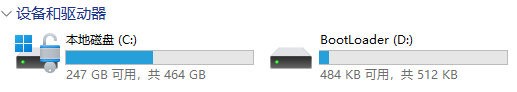 设备和驱动器
本地磁盘 (C:)
247 GB 可用，共 464 GB
BootLoader (D:)
484 KB 可用，共 512 KB